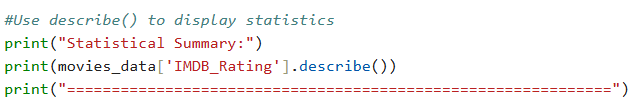 #Use describe() to display statistics
print("Statistical Summary:")
print(movies_data['IMDB_Rating'].describe())
print("=============================================================")